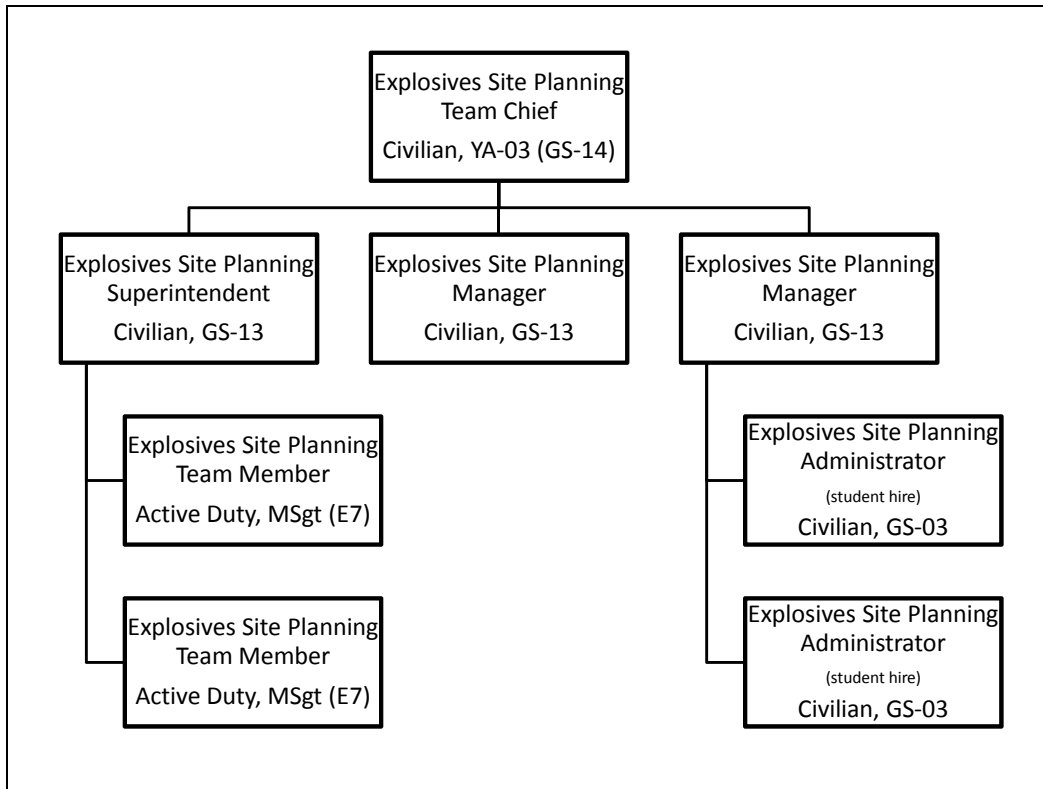 Explosives Site Planning
Team Chief
Civilian, YA-03 (GS-14)
Explosives Site Planning
Superintendent
Civilian, GS-13
Explosives Site Planning
Manager
Civilian, GS-13
Explosives Site Planning
Manager
Civilian, GS-13
Explosives Site Planning
Team Member
Active Duty, MSgt (E7)
Explosives Site Planning
Team Member
Active Duty, MSgt (E7)
Explosives Site Planning
Administrator
(student hire)
Civilian, GS-03
Explosives Site Planning
Administrator
(student hire)
Civilian, GS-03